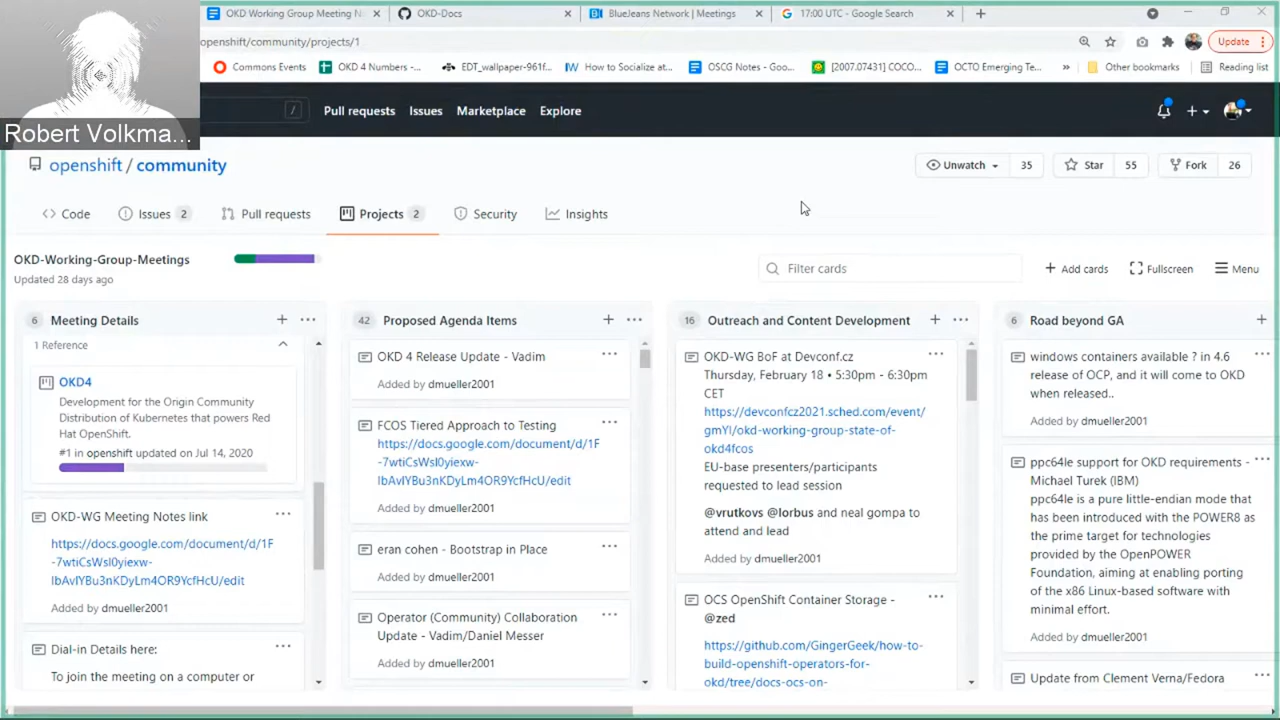 OKD Working Group Meeting N
OKD-Docs
BlueJeans Network | Meetings
17:00 UTC - Google Search
openshift/community/projects/1
Update
Commons Events
OKD 4 Numbers -...
EDT_wallpaper-961f...
How to Socialize at...
OSCG Notes - Goo...
[2007.07431] COCO...
OCTO Emerging Te...
»
Other bookmarks
Reading list
Robert Volkma...
/
Pull requests
Issues
Marketplace
Explore
openshift / community
Unwatch
35
Star
55
Fork
26
Code
Issues 2
Pull requests
Projects 2
Security
Insights
OKD-Working-Group-Meetings
Updated 28 days ago
Filter cards
Add cards
Fullscreen
Menu
6 Meeting Details
1 Reference
OKD4
Development for the Origin Community
Distribution of Kubernetes that powers Red
Hat OpenShift.
#1 in openshift updated on Jul 14, 2020
OKD-WG Meeting Notes link
https://docs.google.com/document/d/1F
-7wtiCsWsI0yiexw-
IbAvIYBu3nKDyLm4OR9YcfHcU/edit
Added by dmueller2001
Dial-in Details here:
To join the meeting on a computer or
42 Proposed Agenda Items
OKD 4 Release Update - Vadim
Added by dmueller2001
FCOS Tiered Approach to Testing
https://docs.google.com/document/d/1F
-7wtiCsWsI0yiexw-
IbAvIYBu3nKDyLm4OR9YcfHcU/edit
Added by dmueller2001
eran cohen - Bootstrap in Place
Added by dmueller2001
Operator (Community) Collaboration
Update - Vadim/Daniel Messer
Added by dmueller2001
16 Outreach and Content Development
OKD-WG BoF at Devconf.cz
Thursday, February 18 • 5:30pm - 6:30pm
CET
https://devconfcz2021.sched.com/event/
gmYI/okd-working-group-state-of-
okd4fcos
EU-base presenters/participants
requested to lead session
@vrutkovs @lorbus and neal gompa to
attend and lead
Added by dmueller2001
OCS OpenShift Container Storage -
@zed
https://github.com/GingerGeek/how-to-
build-openshift-operators-for-
okd/tree/docs-ocs-on-
6 Road beyond GA
windows containers available ? in 4.6
release of OCP, and it will come to OKD
when released..
Added by dmueller2001
ppc64le support for OKD requirements -
Michael Turek (IBM)
ppc64le is a pure little-endian mode that
has been introduced with the POWER8 as
the prime target for technologies
provided by the OpenPOWER
Foundation, aiming at enabling porting
of the x86 Linux-based software with
minimal effort.
Added by dmueller2001
Update from Clement Verna/Fedora